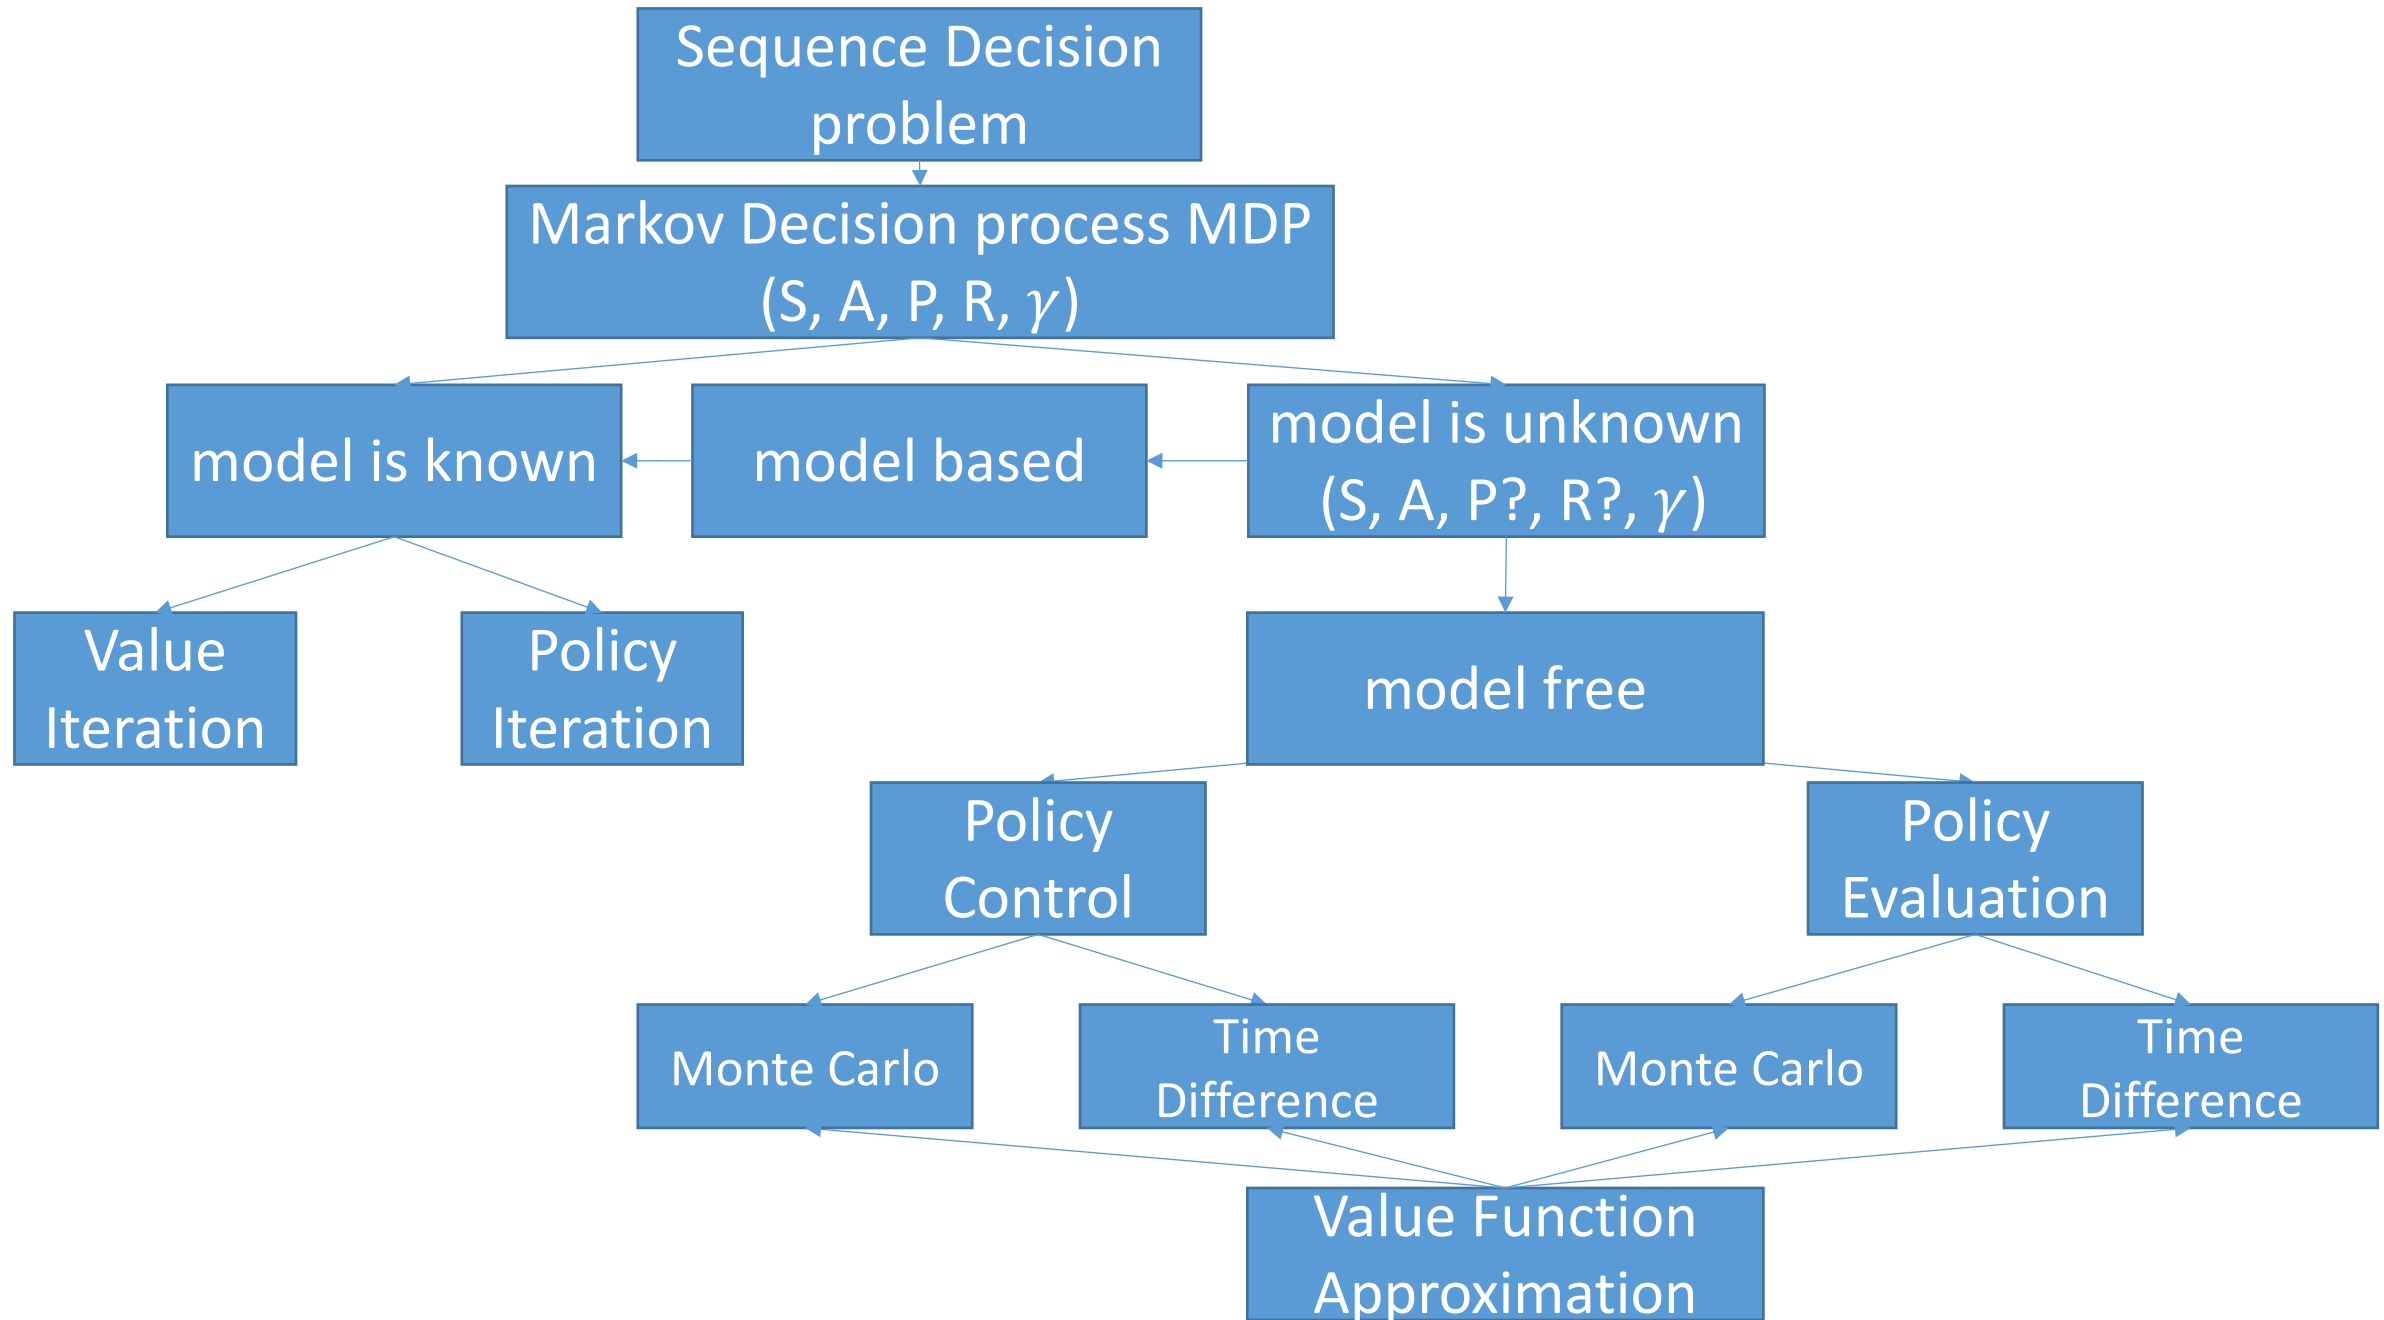 Sequence Decision
problem
Markov Decision process MDP
(S, A, P, R, γ)
model is known
model based
model is unknown
(S, A, P?, R?, γ)
Value
Iteration
Policy
Iteration
model free
Policy
Control
Policy
Evaluation
Monte Carlo
Time
Difference
Monte Carlo
Time
Difference
Value Function
Approximation